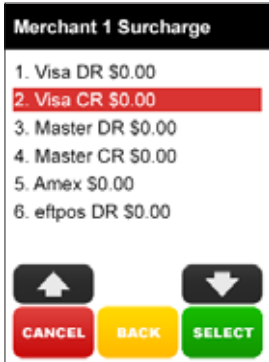 Merchant 1 Surcharge
1. Visa DR $0.00
2. Visa CR $0.00
3. Master DR $0.00
4. Master CR $0.00
5. Amex $0.00
6. eftpos DR $0.00
CANCEL BACK SELECT